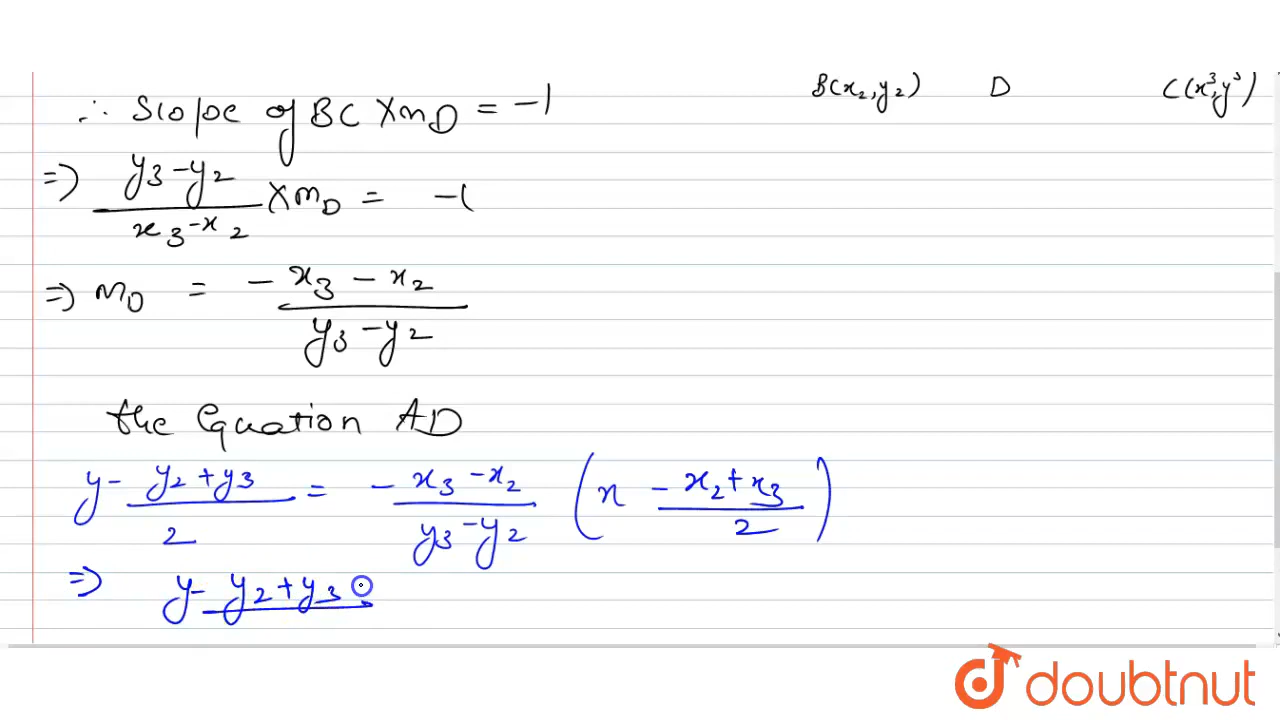 B(x₂,y₂) D C(x³,y³)
∴ Slope of BC × m_D = -1
=> (y₃-y₂)/(x₃-x₂) × m_D = -1
=> m_D = - (x₃-x₂)/(y₃-y₂)
the Equation AD
y - (y₂+y₃)/2 = - (x₃-x₂)/(y₃-y₂) (x - (x₂+x₃)/2)
=> y - y₂+y₃
doubtnut